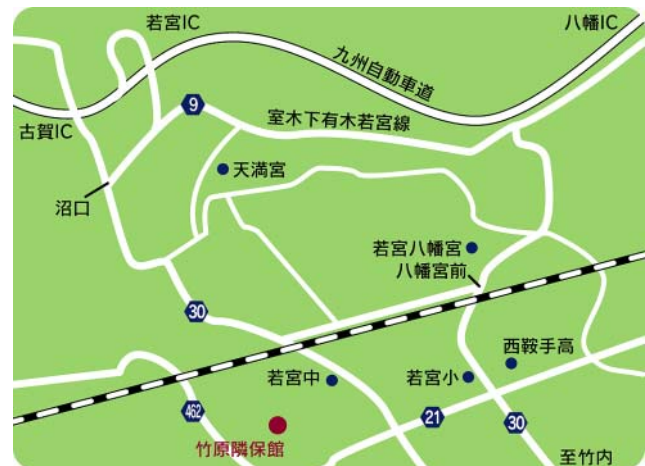 若宮IC
八幡IC
九州自動車道
9
室木下有木若宮線
古賀IC
天満宮
沼口
若宮八幡宮
八幡宮前
30
西鞍手高
若宮中
若宮小
462
21
30
竹原隣保館
至竹内